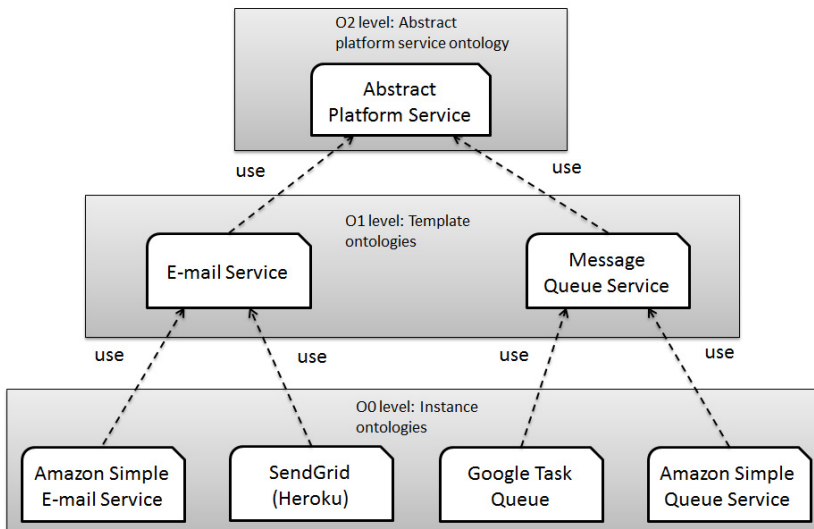 O2 level: Abstract
platform service ontology
Abstract
Platform Service
use
use
O1 level: Template
ontologies
E-mail Service
Message
Queue Service
use
use
use
use
O0 level: Instance
ontologies
Amazon Simple
E-mail Service
SendGrid
(Heroku)
Google Task
Queue
Amazon Simple
Queue Service